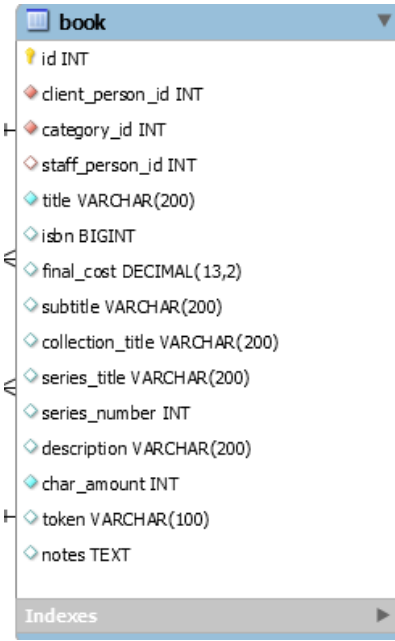 book
id INT
client_person_id INT
category_id INT
staff_person_id INT
title VARCHAR(200)
isbn BIGINT
final_cost DECIMAL(13,2)
subtitle VARCHAR(200)
collection_title VARCHAR(200)
series_title VARCHAR(200)
series_number INT
description VARCHAR(200)
char_amount INT
token VARCHAR(100)
notes TEXT
Indexes